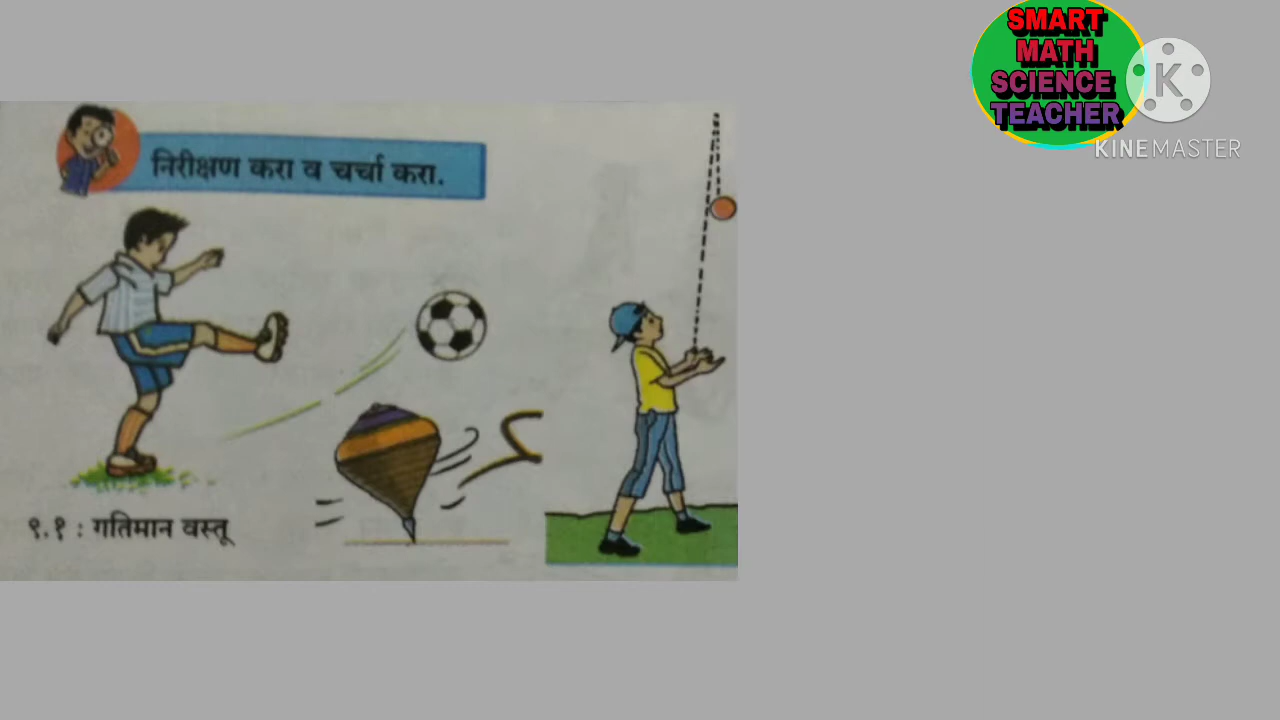 SMART
MATH
SCIENCE
TEACHER
K
KINEMASTER
निरीक्षण करा व चर्चा करा.
९.१ : गतिमान वस्तू